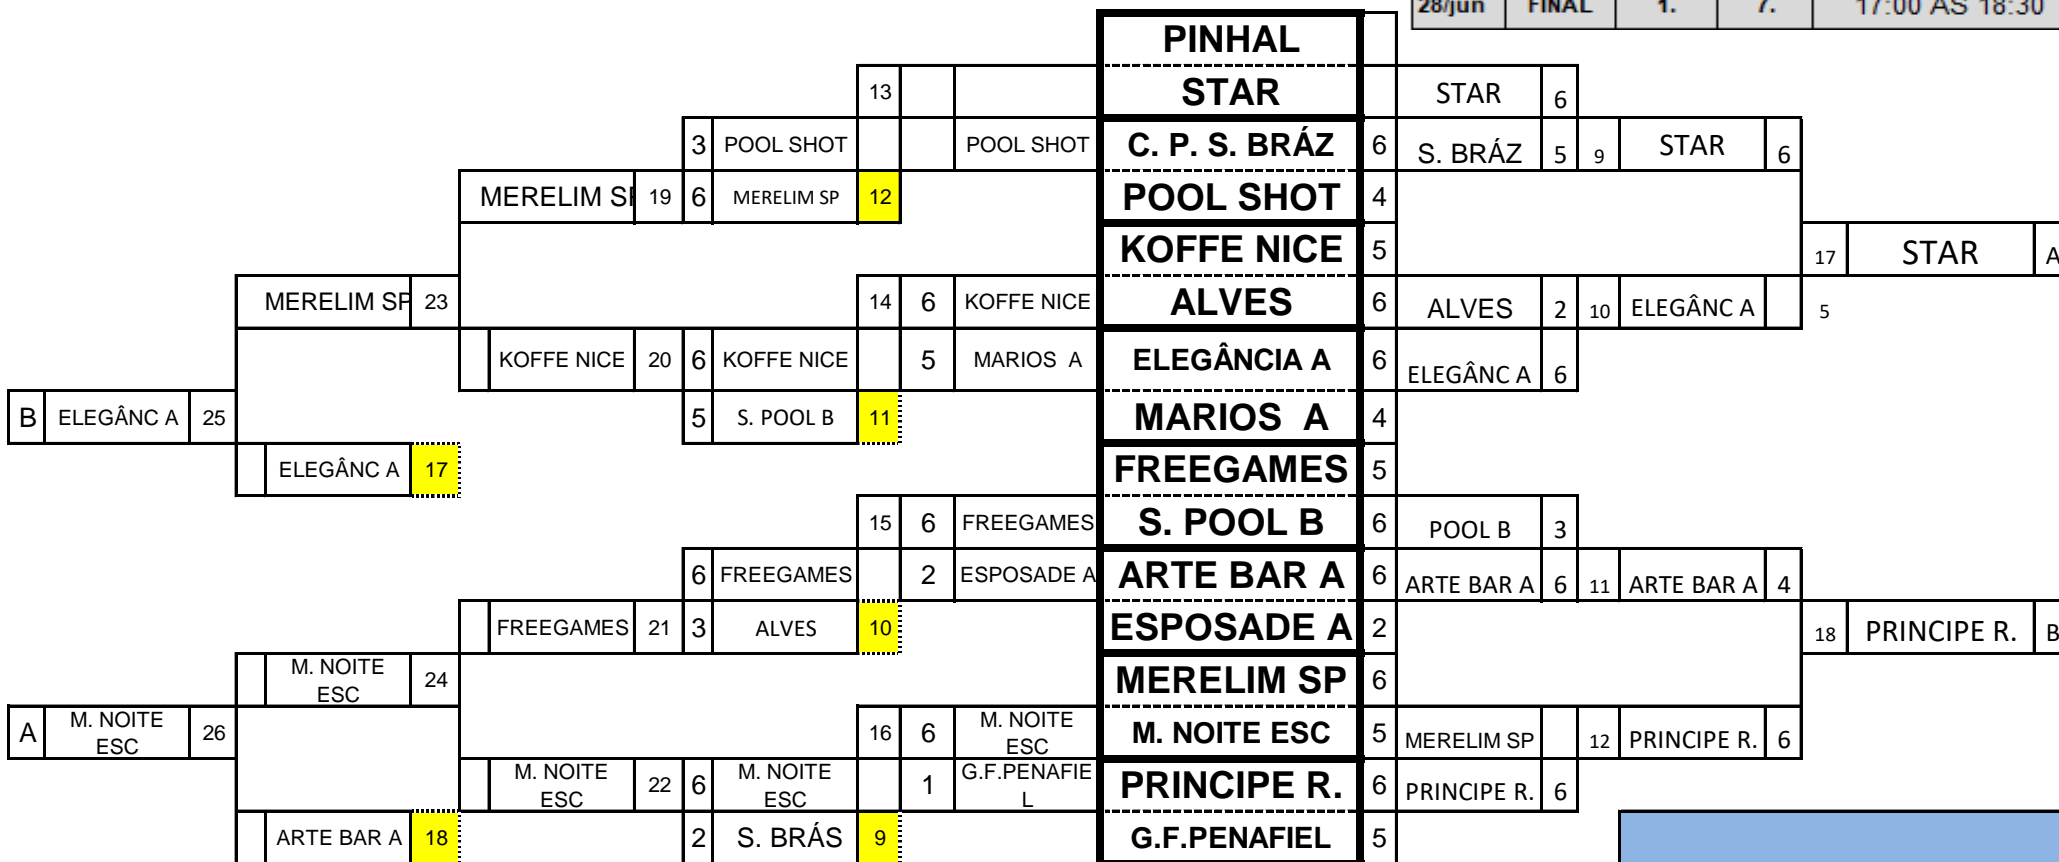 28/jun FINAL 1. 7. 17:00 AS 18:30
PINHAL
13 STAR STAR 6
3 POOL SHOT POOL SHOT C. P. S. BRÁZ 6 S. BRÁZ 5 9 STAR 6
MERELIM SP 19 6 MERELIM SP 12 POOL SHOT 4
KOFFE NICE 5 17 STAR A
MERELIM SP 23 14 6 KOFFE NICE ALVES 6 ALVES 2 10 ELEGÂNC A 5
KOFFE NICE 20 6 KOFFE NICE 5 MARIOS A ELEGÂNCIA A 6 ELEGÂNC A 6
B ELEGÂNC A 25 5 S. POOL B 11 MARIOS A 4
ELEGÂNC A 17 FREEGAMES 5
15 6 FREEGAMES S. POOL B 6 POOL B 3
6 FREEGAMES 2 ESPOSADE A ARTE BAR A 6 ARTE BAR A 6 11 ARTE BAR A 4
FREEGAMES 21 3 ALVES 10 ESPOSADE A 2 18 PRINCIPE R. B
M. NOITE
ESC 24 MERELIM SP 6
A M. NOITE
ESC 26 16 6 M. NOITE
ESC M. NOITE ESC 5 MERELIM SP 12 PRINCIPE R. 6
M. NOITE
ESC 22 6 M. NOITE
ESC 1 G.F.PENAFIE
L PRINCIPE R. 6 PRINCIPE R. 6
ARTE BAR A 18 2 S. BRÁS 9 G.F.PENAFIEL 5